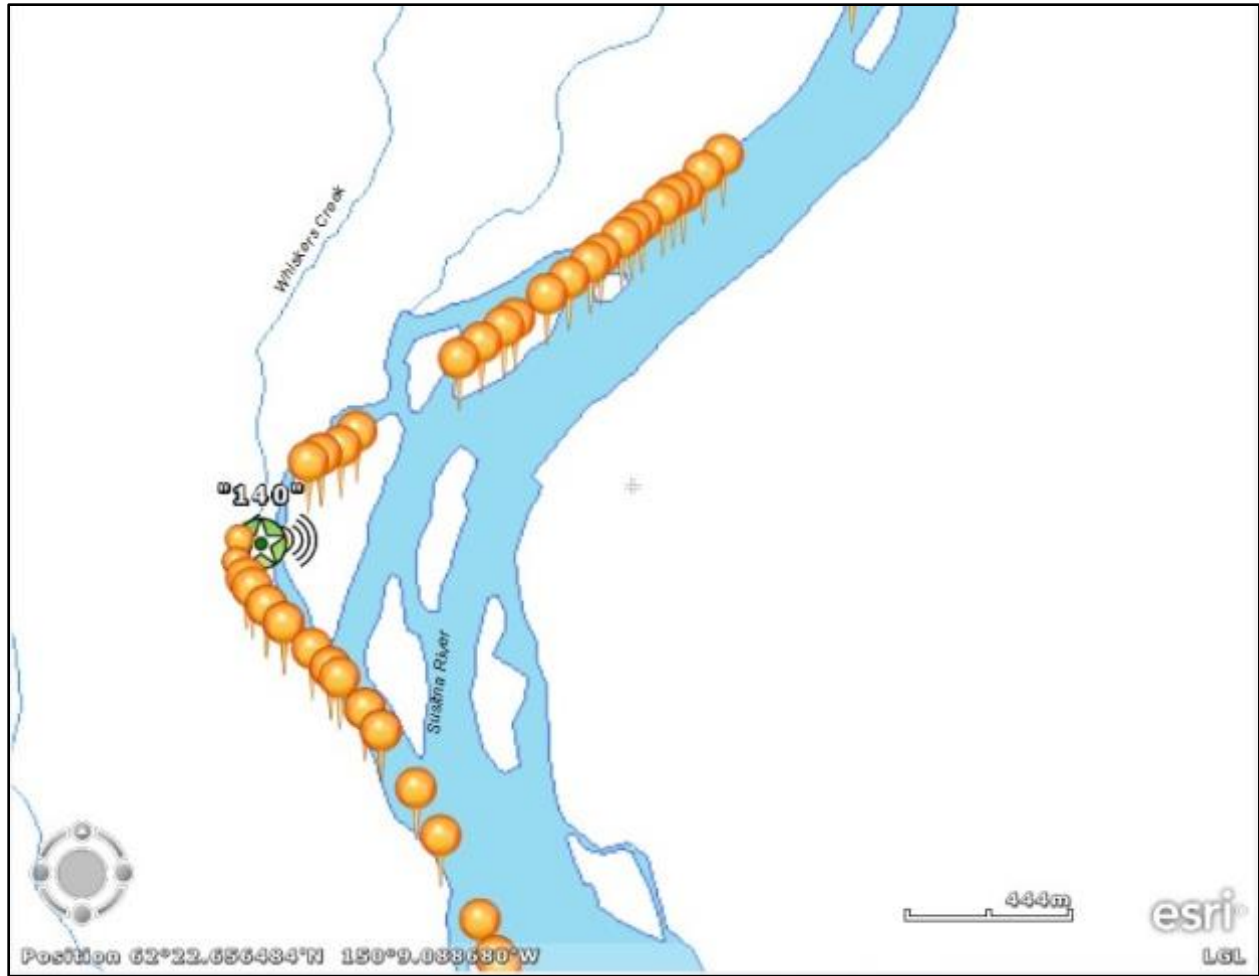 Whiskers Creek
"140"
Susitna River
444m
esri
Position 62°22.656484'N 150°9.088680'W
LGL